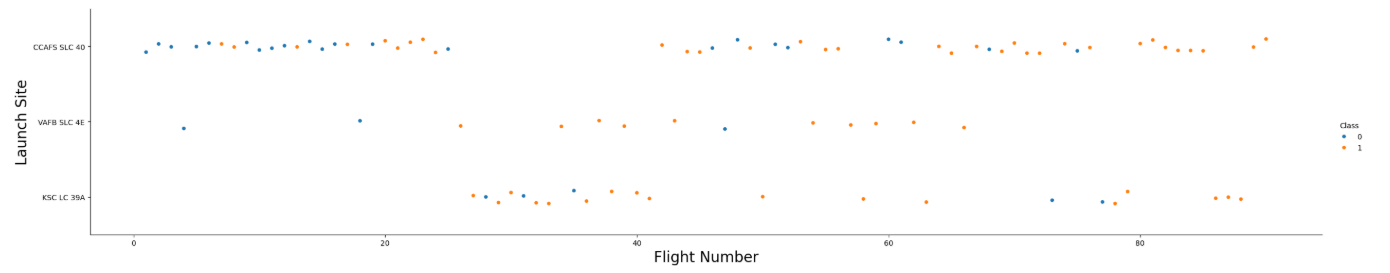 Launch Site
CCAFS SLC 40
VAFB SLC 4E
KSC LC 39A
0 20 40 60 80
Flight Number
Class
0
1